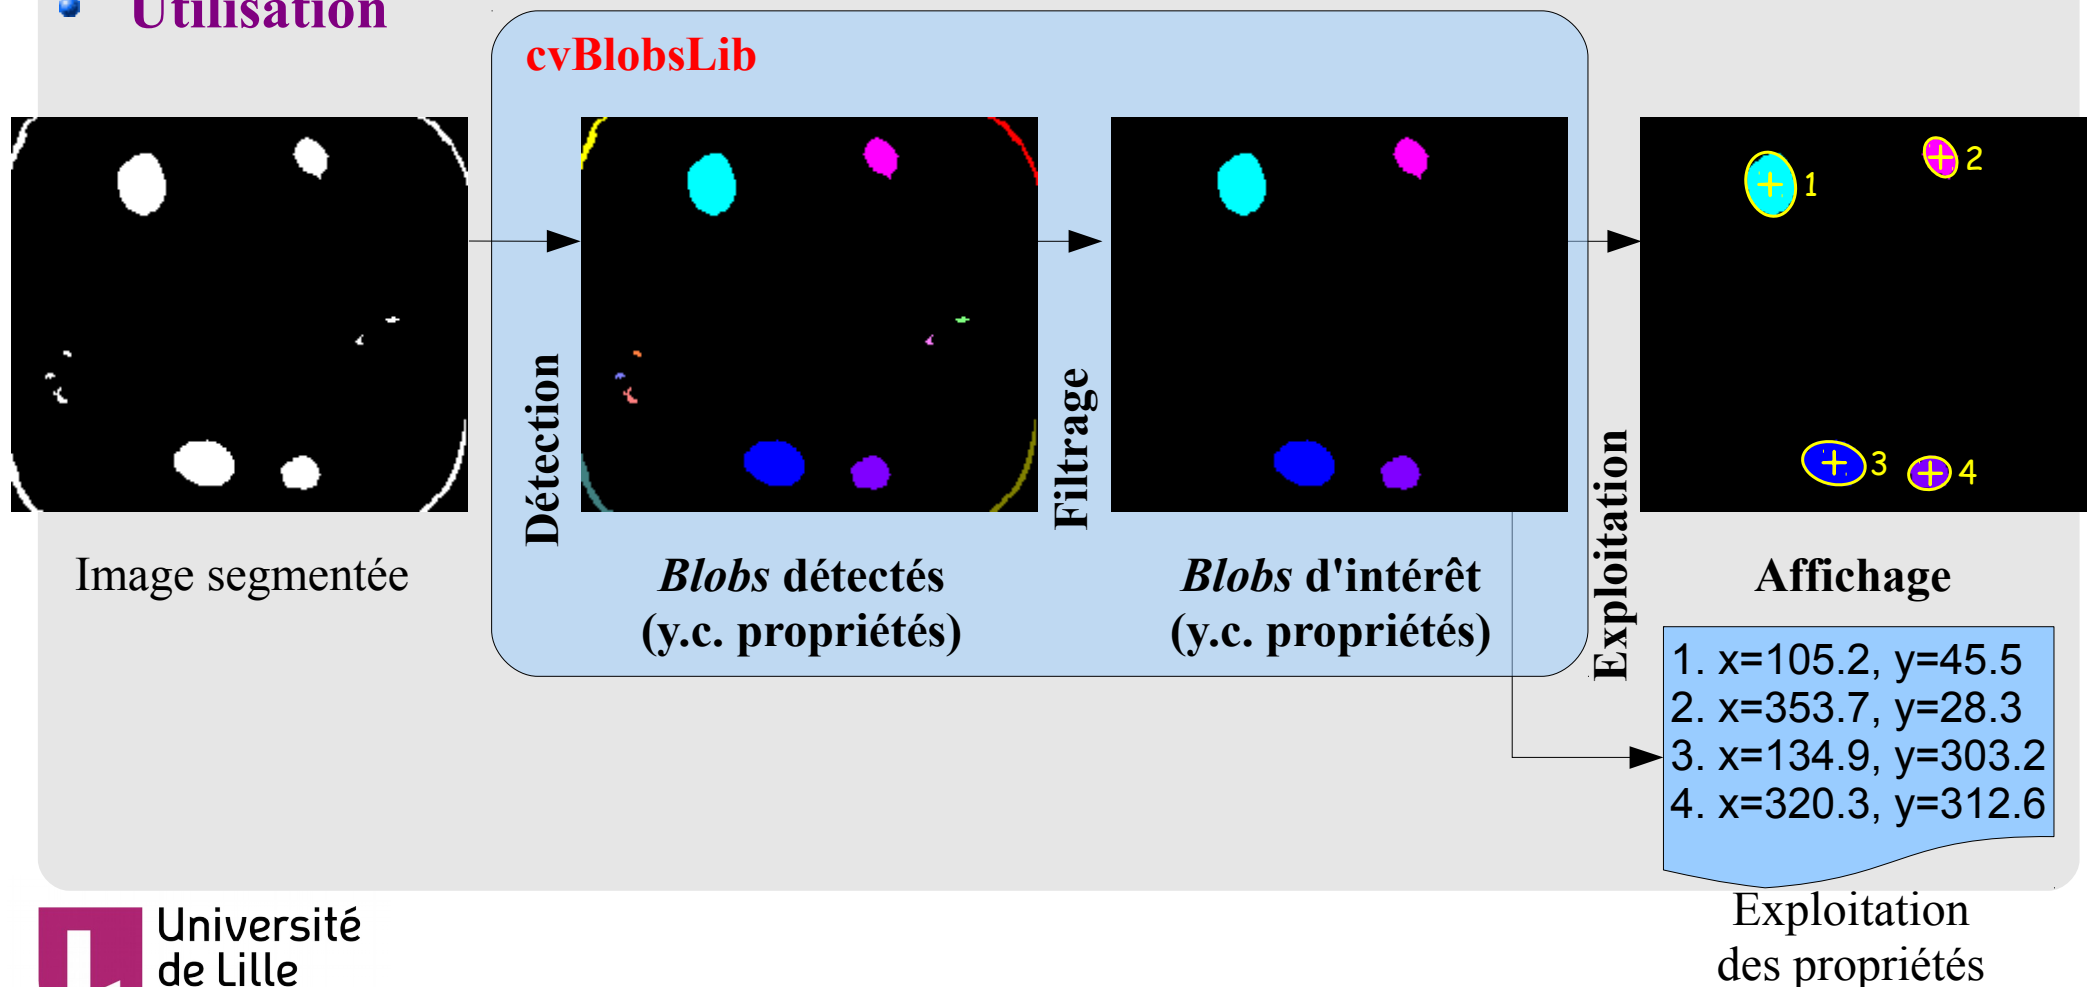 Utilisation
cvBlobsLib
Détection
Filtrage
Exploitation
1
2
3
4
Image segmentée
Blobs détectés
(y.c. propriétés)
Blobs d'intérêt
(y.c. propriétés)
Affichage
1. x=105.2, y=45.5
2. x=353.7, y=28.3
3. x=134.9, y=303.2
4. x=320.3, y=312.6
Exploitation
des propriétés
Université
de Lille